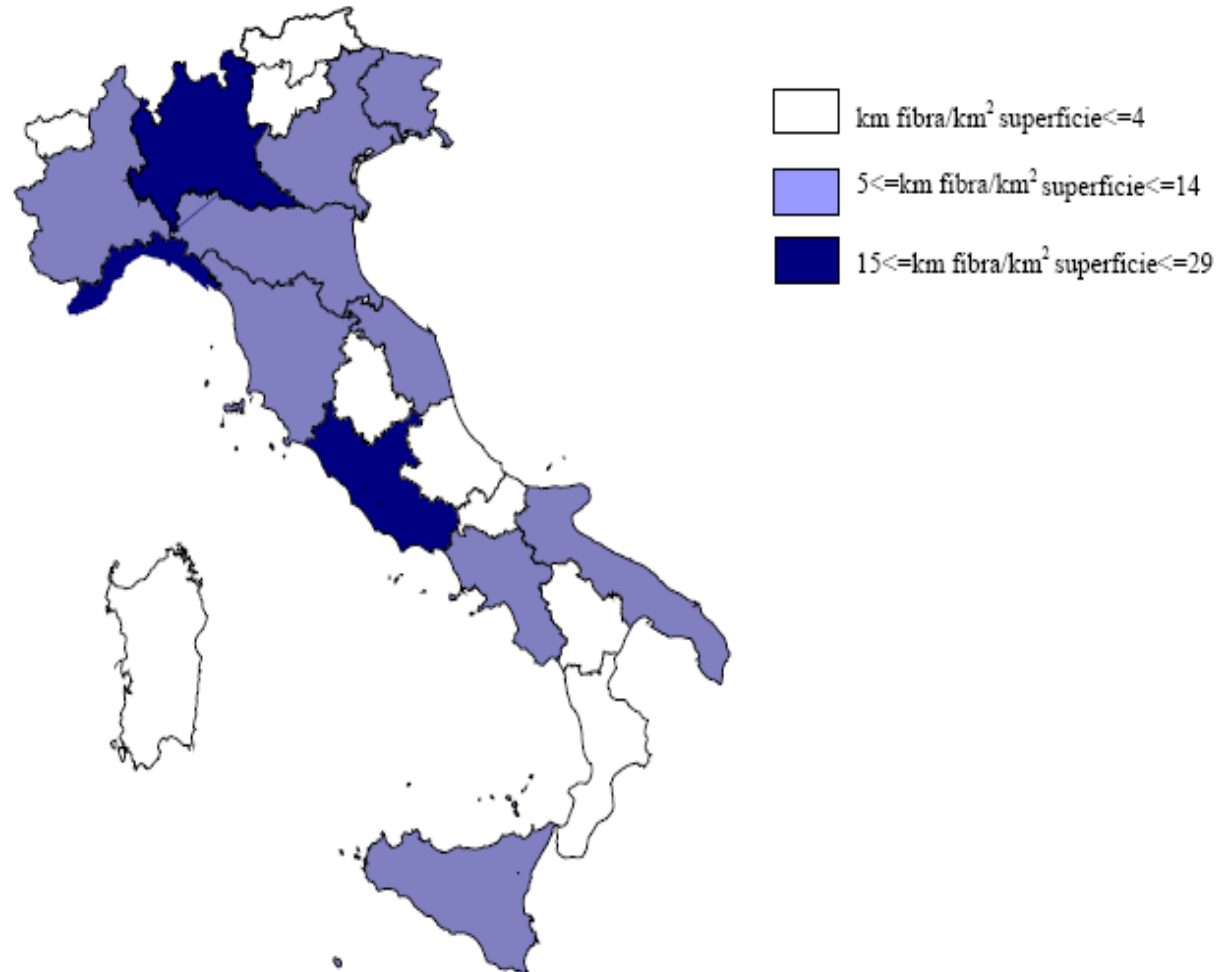 km fibra/km² superficie<=4
5<=km fibra/km² superficie<=14
15<=km fibra/km² superficie<=29